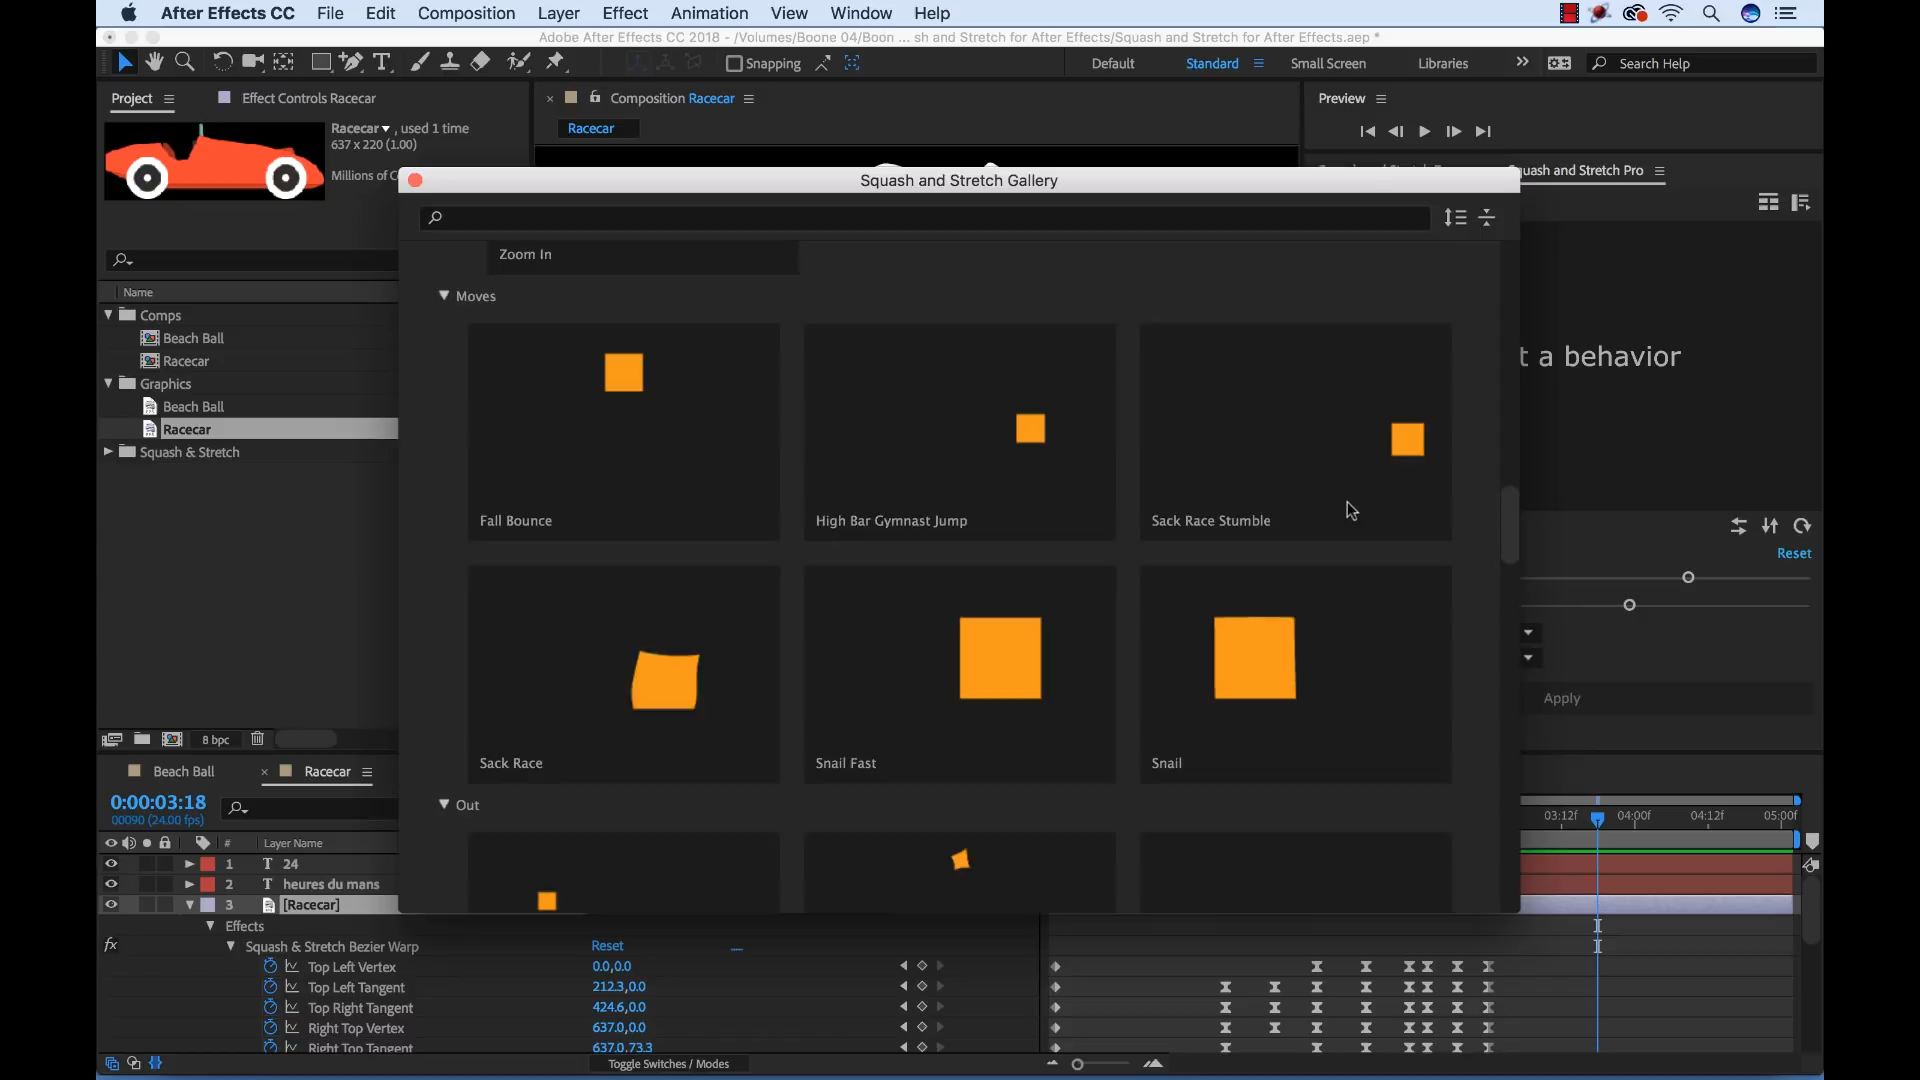 After Effects CC File Edit Composition Layer Effect Animation View Window Help
Adobe After Effects CC 2018 - /Volumes/Boone 04/Boon ... sh and Stretch for After Effects/Squash and Stretch for After Effects.aep *
Snapping Default Standard Small Screen Libraries Search Help
Project Effect Controls Racecar Composition Racecar Preview
Racecar , used 1 time
637 x 220 (1.00)
Millions of C
Racecar
quash and Stretch Pro
Squash and Stretch Gallery
Name
Comps
Beach Ball
Racecar
Graphics
Beach Ball
Racecar
Squash & Stretch
Zoom In
Moves
Fall Bounce
High Bar Gymnast Jump
Sack Race Stumble
Sack Race
Snail Fast
Snail
Out
t a behavior
Reset
Apply
8 bpc
Beach Ball Racecar
0:00:03:18
00090 (24.00 fps)
03:12f 04:00f 04:12f 05:00f
# Layer Name
1 T 24
2 T heures du mans
3 [Racecar]
Effects
fx Squash & Stretch Bezier Warp Reset
Top Left Vertex 0.0,0.0
Top Left Tangent 212.3,0.0
Top Right Tangent 424.6,0.0
Right Top Vertex 637.0,0.0
Right Top Tangent 637.0,73.3
Toggle Switches / Modes